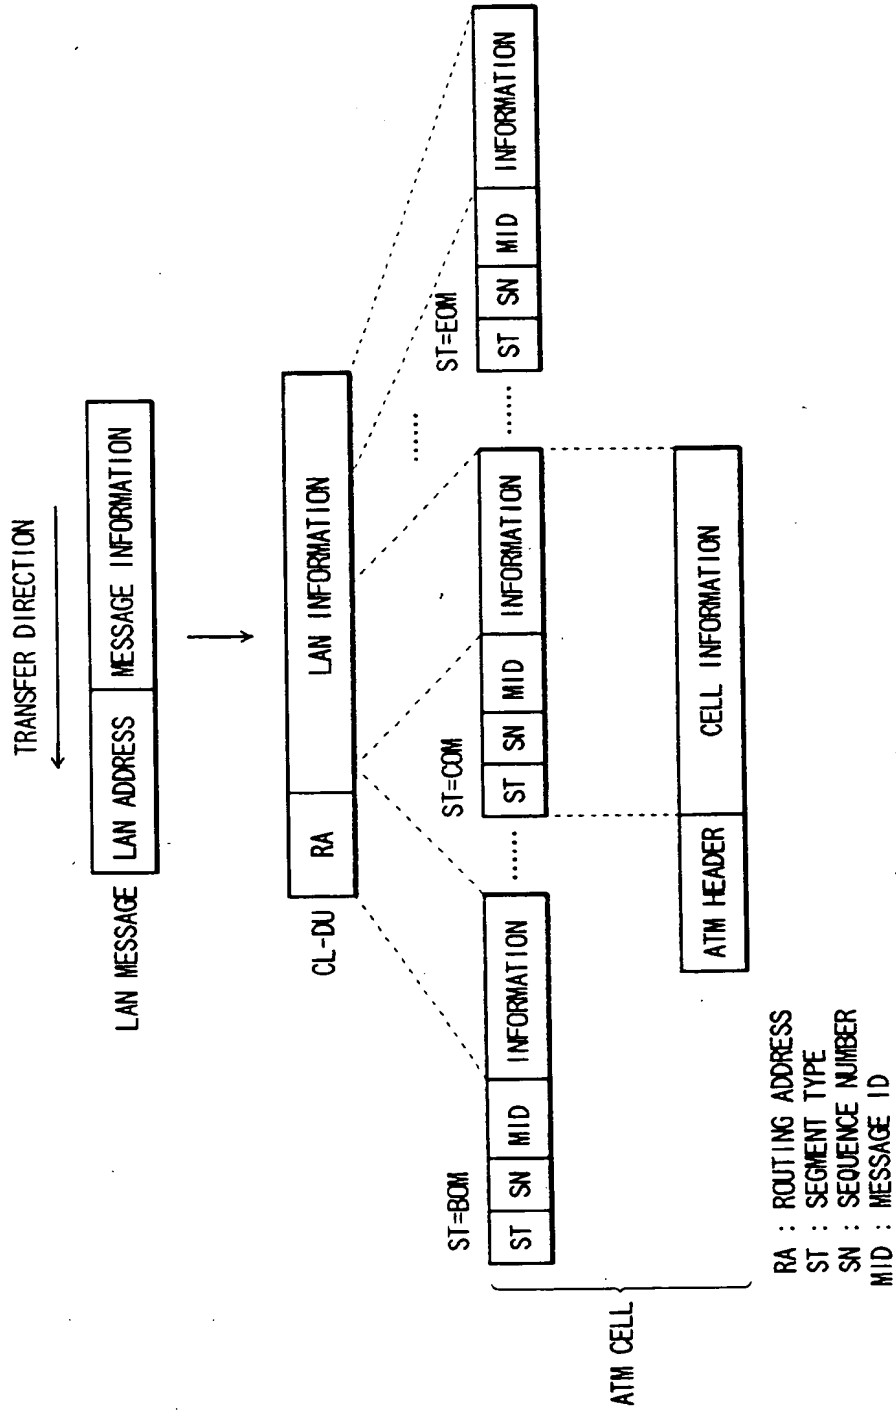 TRANSFER DIRECTION
LAN MESSAGE LAN ADDRESS MESSAGE INFORMATION
CL-DU RA LAN INFORMATION
ST=BOM ST=COM ST=EOM
ST SN MID INFORMATION ...... ST SN MID INFORMATION ...... ST SN MID INFORMATION
......
ATM CELL
ATM HEADER CELL INFORMATION
RA : ROUTING ADDRESS
ST : SEGMENT TYPE
SN : SEQUENCE NUMBER
MID : MESSAGE ID